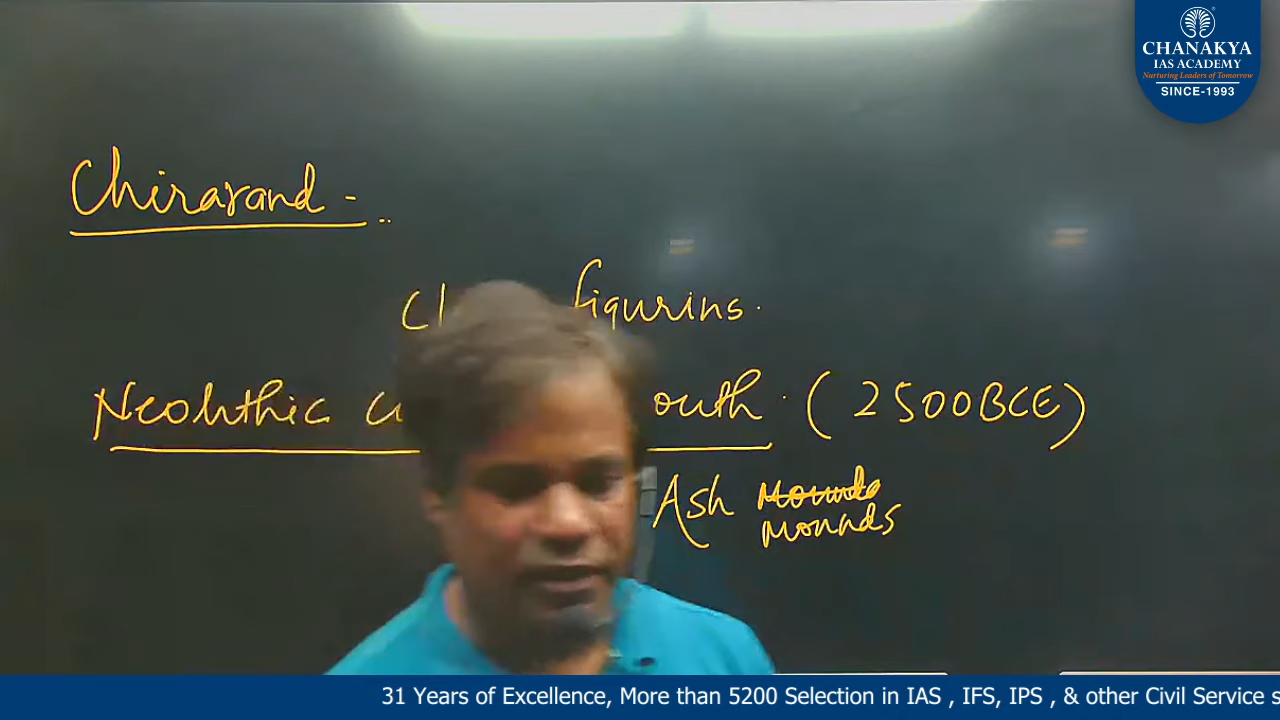 CHANAKYA
IAS ACADEMY
Nurturing Leaders of Tomorrow
SINCE-1993
Chirarand -
figurins.
Neolithic outh. (2500BCE)
Ash Mounds
Mounds
31 Years of Excellence, More than 5200 Selection in IAS , IFS, IPS , & other Civil Service s